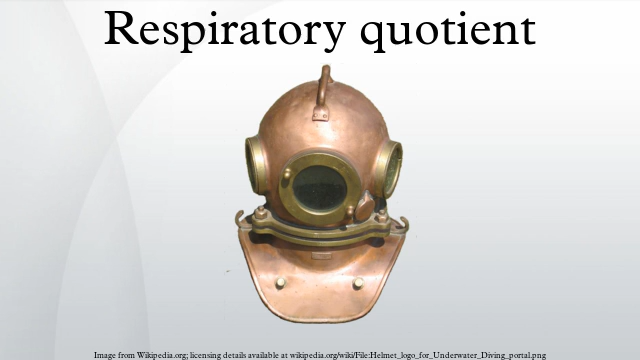 Respiratory quotient
Image from Wikipedia.org; licensing details available at wikipedia.org/wiki/File:Helmet_logo_for_Underwater_Diving_portal.png